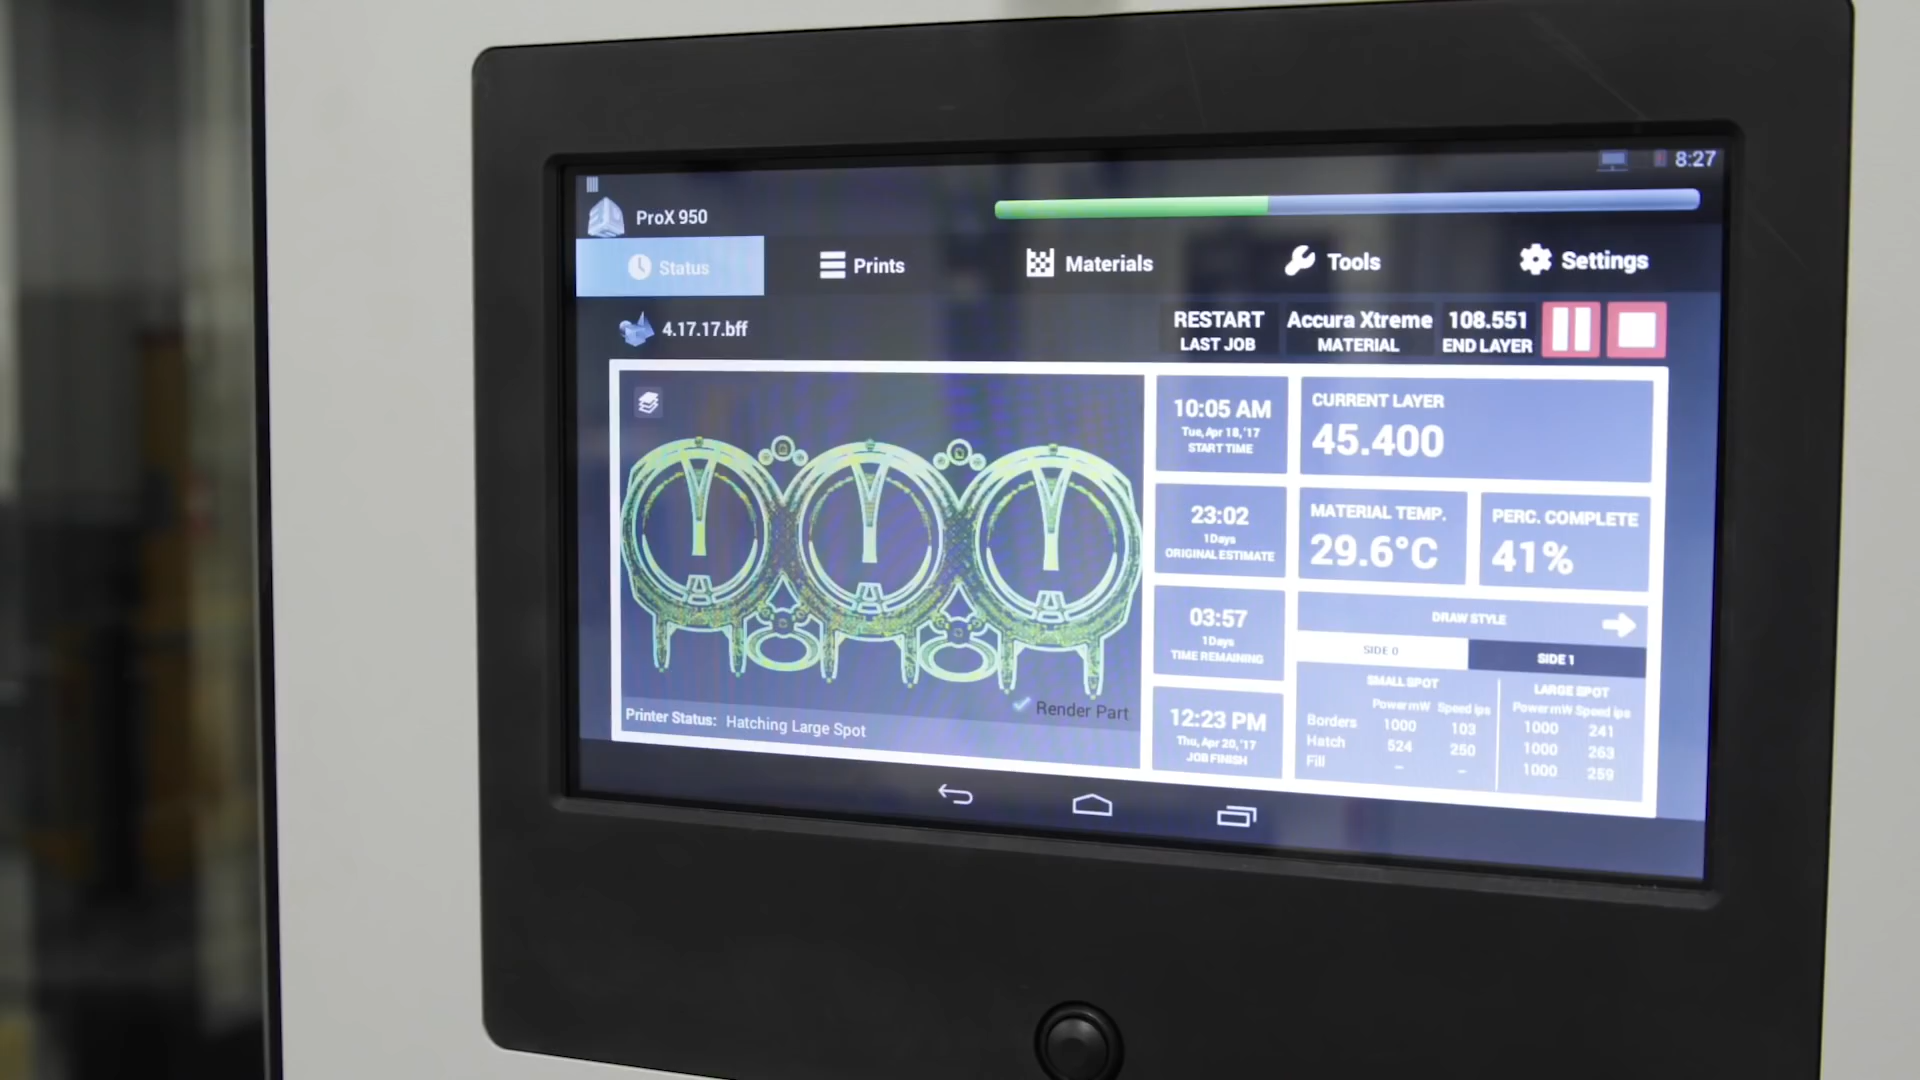 8:27
ProX 950
Status
Prints
Materials
Tools
Settings
4.17.17.bff
RESTART
LAST JOB
Accura Xtreme
MATERIAL
108.551
END LAYER
10:05 AM
Tue, Apr 18, '17
START TIME
23:02
1Days
ORIGINAL ESTIMATE
03:57
1Days
TIME REMAINING
12:23 PM
Thu, Apr 20, '17
JOB FINISH
CURRENT LAYER
45.400
MATERIAL TEMP.
29.6°C
PERC. COMPLETE
41%
DRAW STYLE
SIDE 0
SIDE 1
SMALL SPOT
LARGE SPOT
Power mW Speed ips
Power mW Speed ips
Borders 1000 103 1000 241
Hatch 524 250 1000 263
Fill – – 1000 259
Render Part
Printer Status: Hatching Large Spot